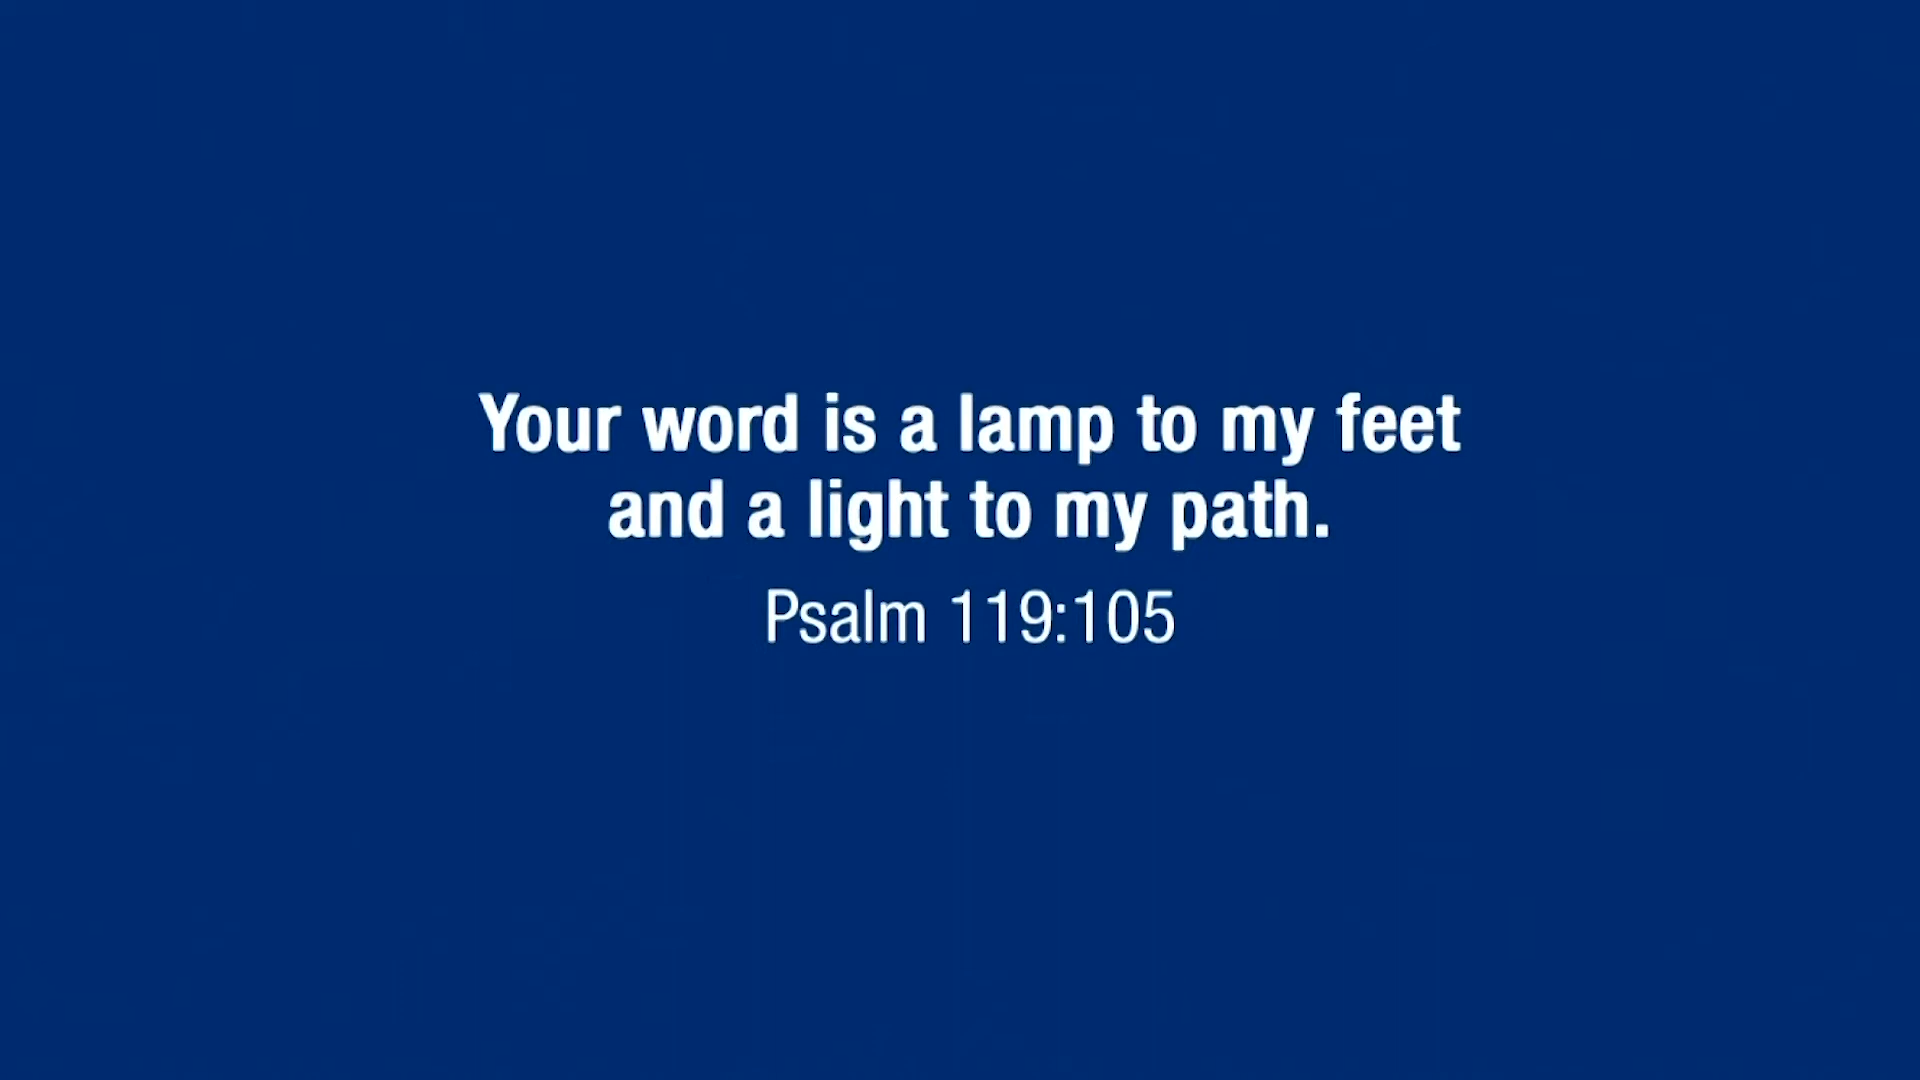 Your word is a lamp to my feet
and a light to my path.
Psalm 119:105